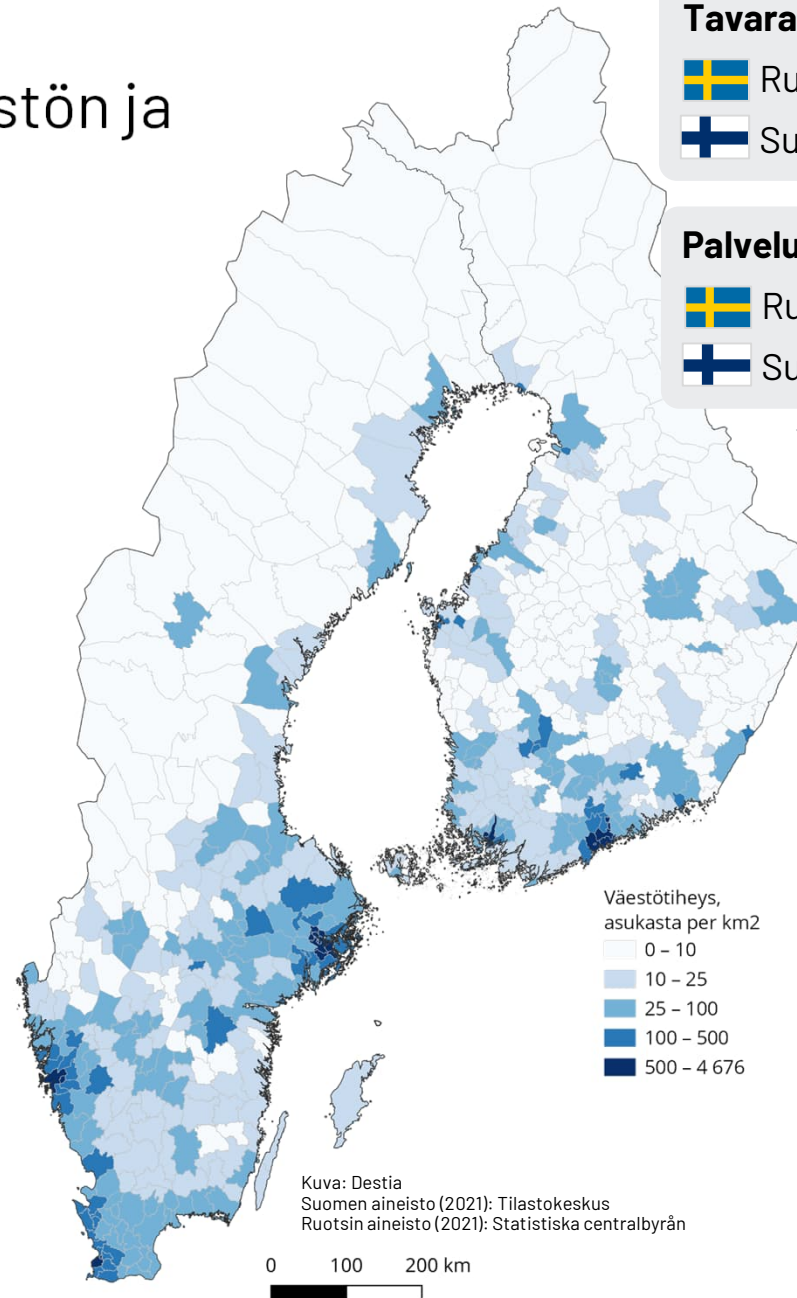 stön ja
Tavara
Ru
Su
Palvelu
Ru
Su
Väestötiheys,
asukasta per km2
0 – 10
10 – 25
25 – 100
100 – 500
500 – 4 676
Kuva: Destia
Suomen aineisto (2021): Tilastokeskus
Ruotsin aineisto (2021): Statistiska centralbyrån
0 100 200 km